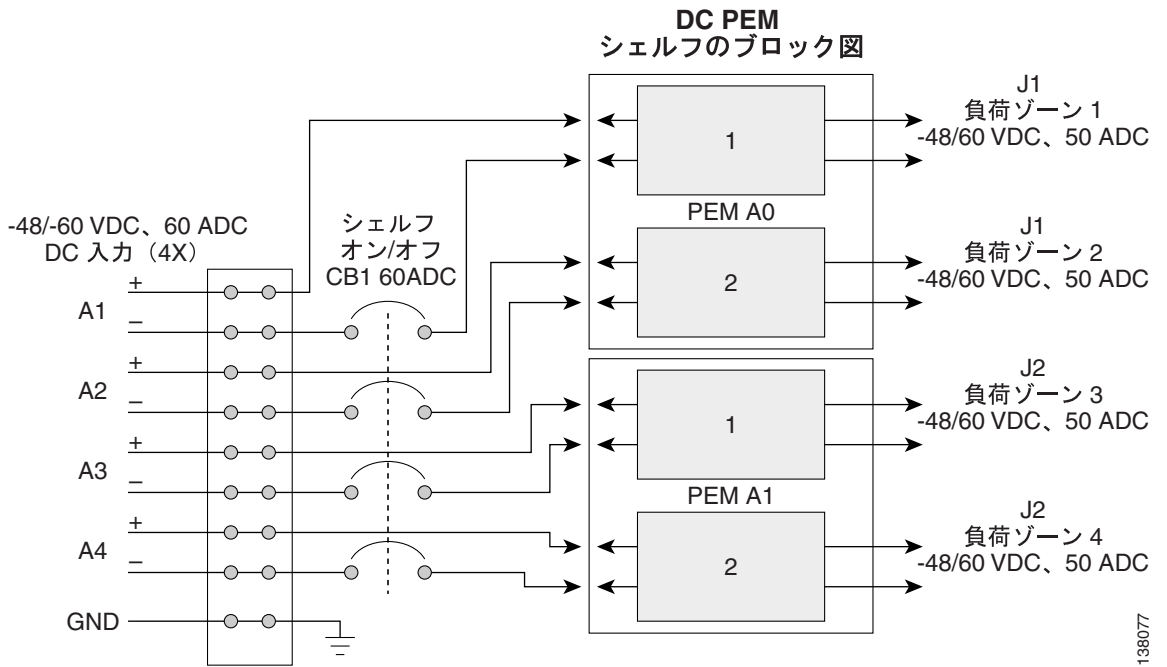 DC PEM
シェルフのブロック図
J1
負荷ゾーン 1
-48/60 VDC、50 ADC
1
PEM A0
-48/-60 VDC、60 ADC
DC 入力（4X）
シェルフ
オン/オフ
CB1 60ADC
J1
負荷ゾーン 2
-48/60 VDC、50 ADC
2
+
A1
−
+
A2
−
J2
負荷ゾーン 3
-48/60 VDC、50 ADC
1
PEM A1
+
A3
−
+
A4
−
J2
負荷ゾーン 4
-48/60 VDC、50 ADC
2
GND
138077